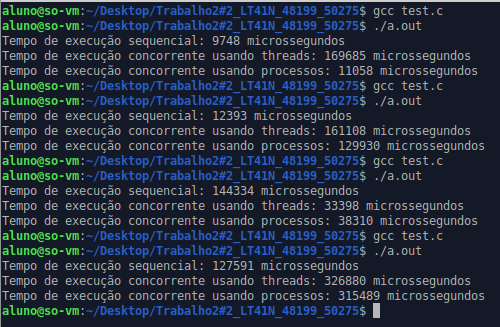 aluno@so-vm:~/Desktop/Trabalho2#2_LT41N_48199_50275$ gcc test.c
aluno@so-vm:~/Desktop/Trabalho2#2_LT41N_48199_50275$ ./a.out
Tempo de execução sequencial: 9748 microssegundos
Tempo de execução concorrente usando threads: 169685 microssegundos
Tempo de execução concorrente usando processos: 11058 microssegundos
aluno@so-vm:~/Desktop/Trabalho2#2_LT41N_48199_50275$ gcc test.c
aluno@so-vm:~/Desktop/Trabalho2#2_LT41N_48199_50275$ ./a.out
Tempo de execução sequencial: 12393 microssegundos
Tempo de execução concorrente usando threads: 161108 microssegundos
Tempo de execução concorrente usando processos: 129930 microssegundos
aluno@so-vm:~/Desktop/Trabalho2#2_LT41N_48199_50275$ gcc test.c
aluno@so-vm:~/Desktop/Trabalho2#2_LT41N_48199_50275$ ./a.out
Tempo de execução sequencial: 144334 microssegundos
Tempo de execução concorrente usando threads: 33398 microssegundos
Tempo de execução concorrente usando processos: 38310 microssegundos
aluno@so-vm:~/Desktop/Trabalho2#2_LT41N_48199_50275$ gcc test.c
aluno@so-vm:~/Desktop/Trabalho2#2_LT41N_48199_50275$ ./a.out
Tempo de execução sequencial: 127591 microssegundos
Tempo de execução concorrente usando threads: 326880 microssegundos
Tempo de execução concorrente usando processos: 315489 microssegundos
aluno@so-vm:~/Desktop/Trabalho2#2_LT41N_48199_50275$